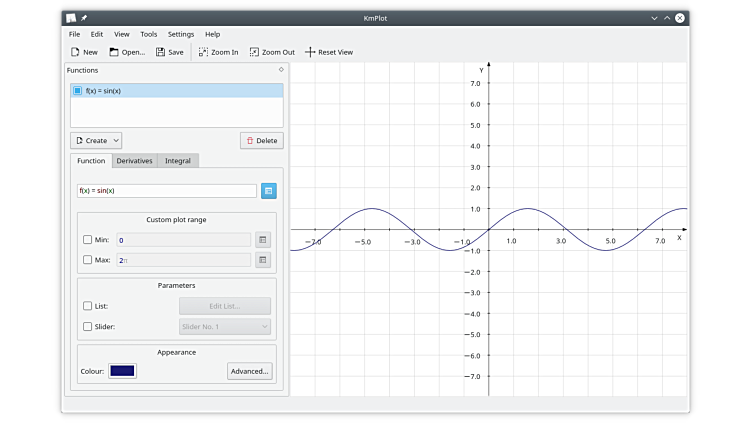 KmPlot
File Edit View Tools Settings Help
New Open... Save Zoom In Zoom Out Reset View
Functions
f(x) = sin(x)
Create Delete
Function Derivatives Integral
f(x) = sin(x)
Custom plot range
Min: 0
Max: 2π
Parameters
List: Edit List...
Slider: Slider No. 1
Appearance
Colour: Advanced...
Y
7.0
5.0
4.0
3.0
2.0
1.0
−7.0 −5.0 −3.0 −1.0 1.0 3.0 5.0 7.0 X
−1.0
−2.0
−3.0
−4.0
−5.0
−6.0
−7.0